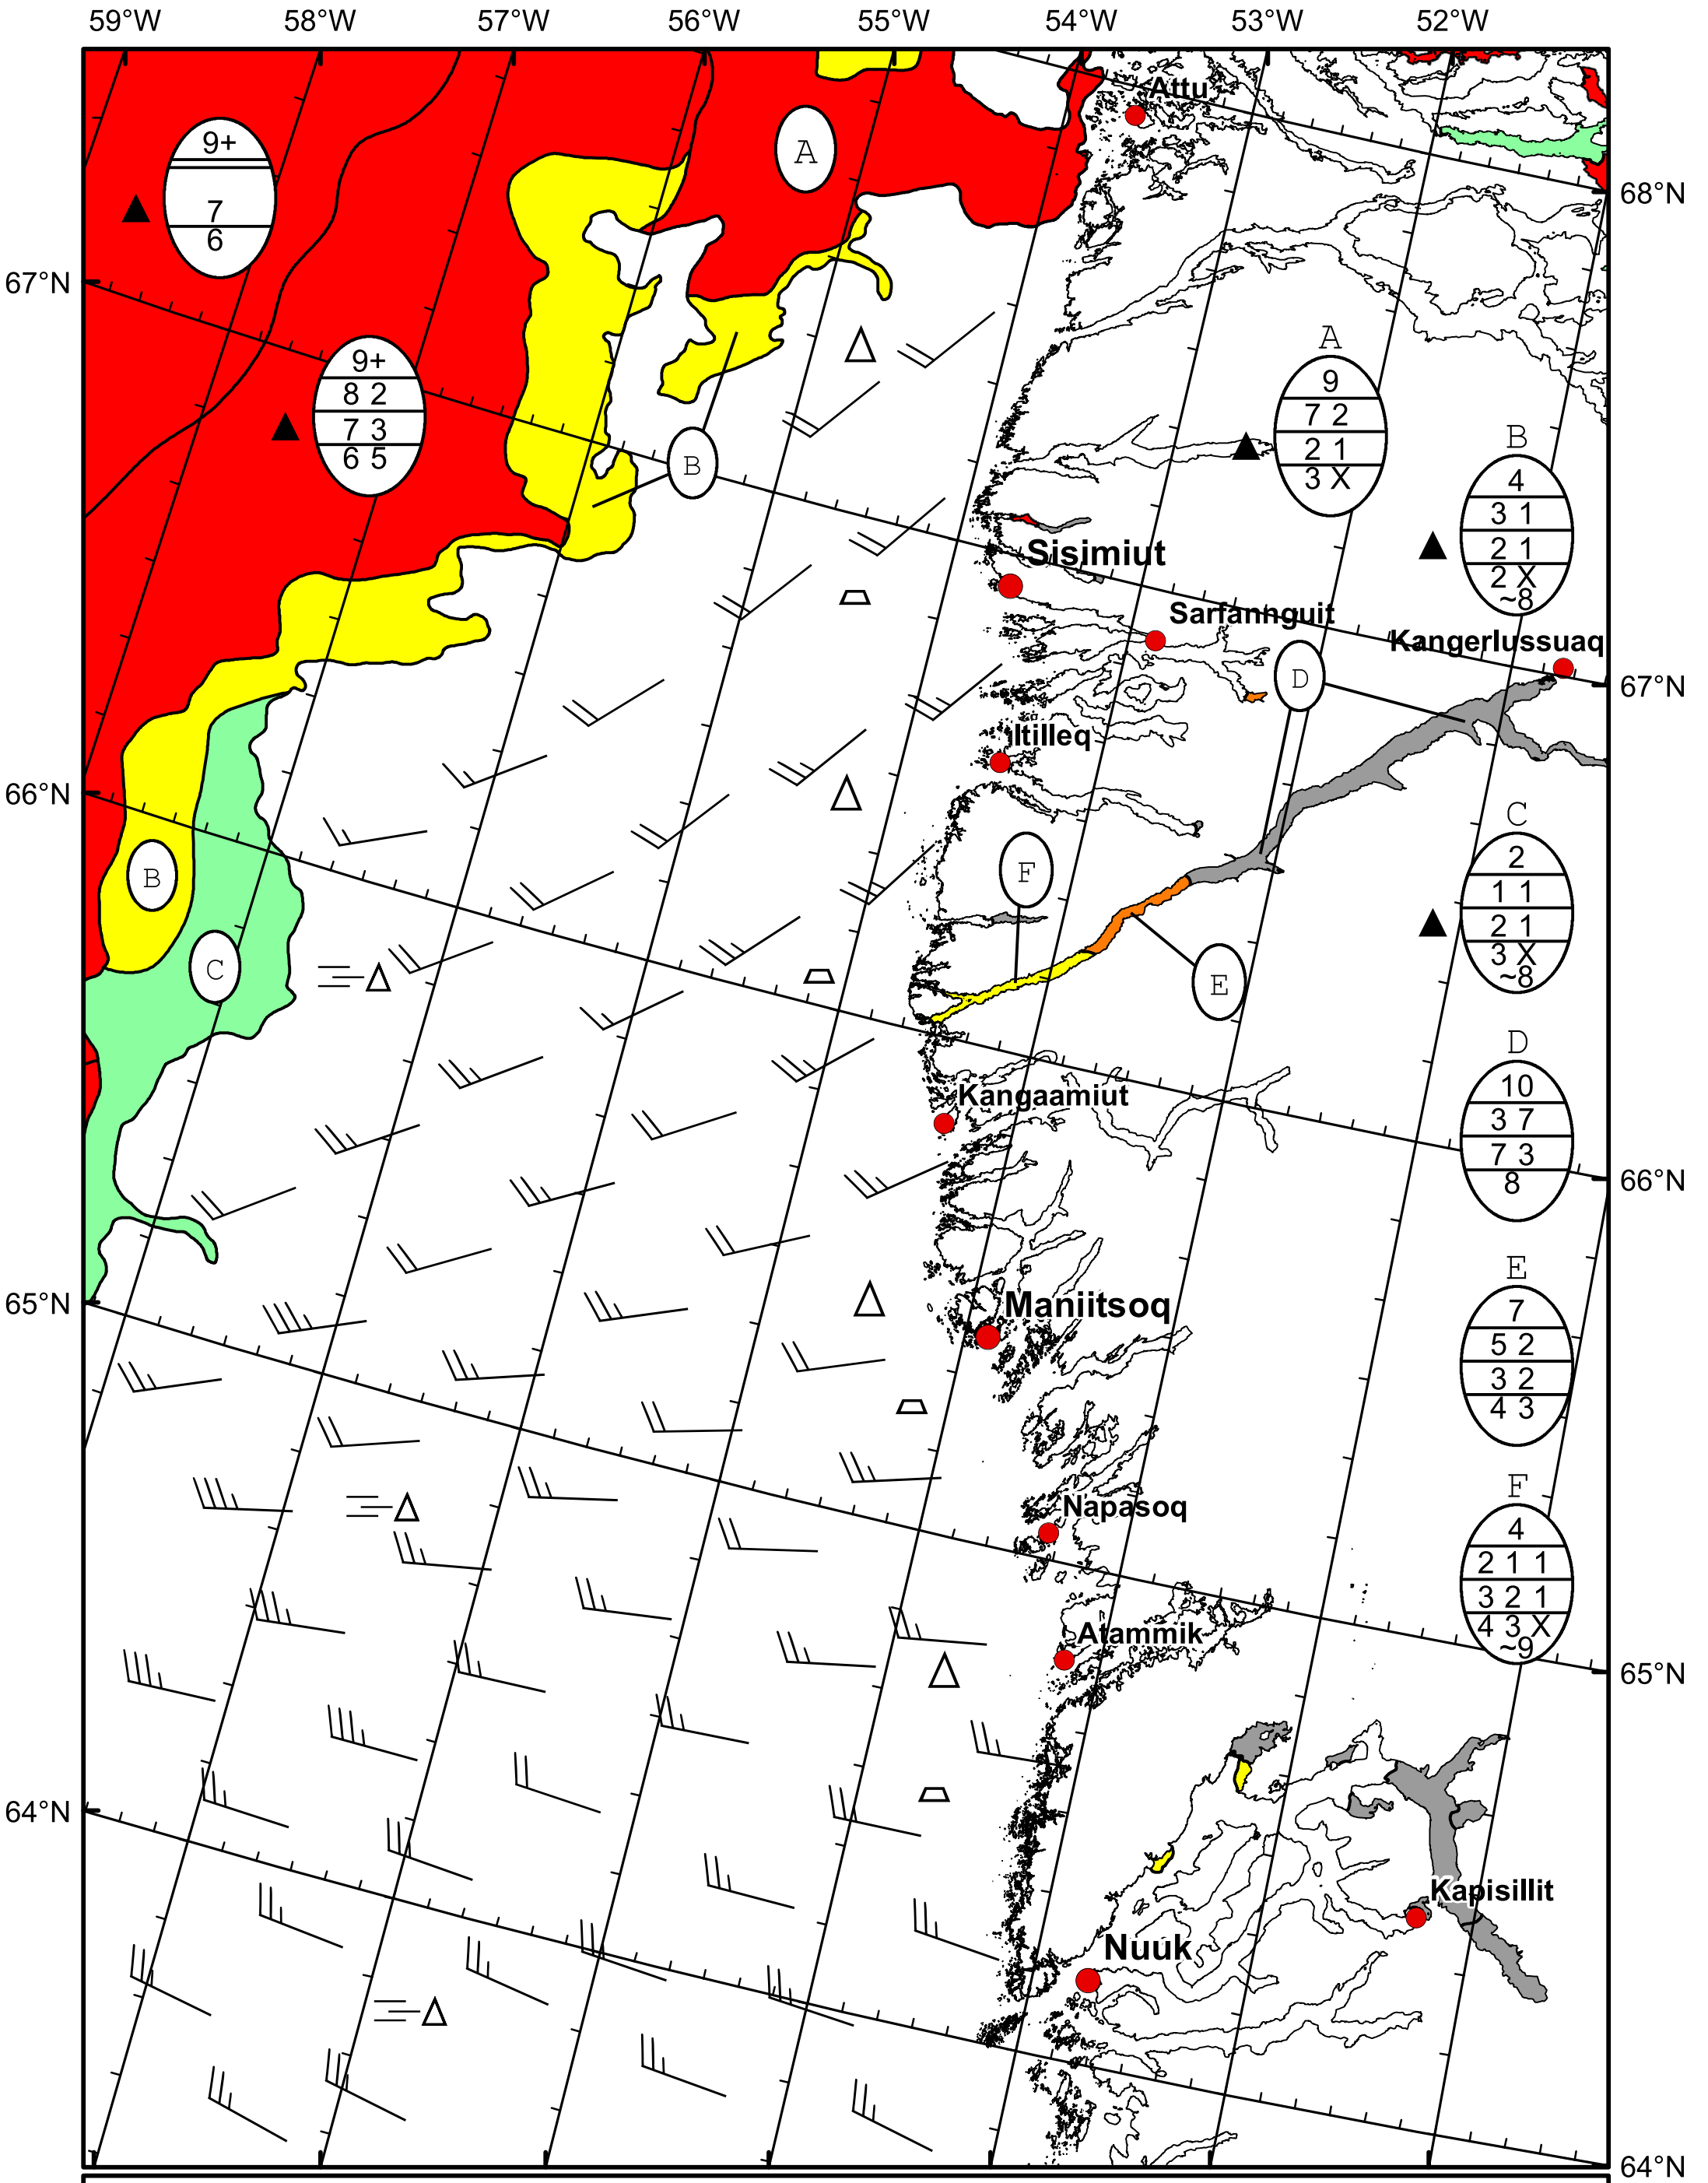 59°W 58°W 57°W 56°W 55°W 54°W 53°W 52°W
Attu
9+
7
6
A
68°N
67°N
9+
8 2
7 3
6 5
A
9
7 2
2 1
3 X
B
B
4
3 1
2 1
2 X
~8
Sisimiut
Sarfannguit
Kangerlussuaq
D
67°N
Itilleq
66°N
B
F
C
2
1 1
2 1
3 X
~8
C
E
D
10
3 7
7 3
8
Kangaamiut
66°N
E
7
5 2
3 2
4 3
65°N
Maniitsoq
F
4
2 1 1
3 2 1
4 3 X
~9
Napasoq
Atammik
65°N
64°N
Kapisillit
Nuuk
64°N